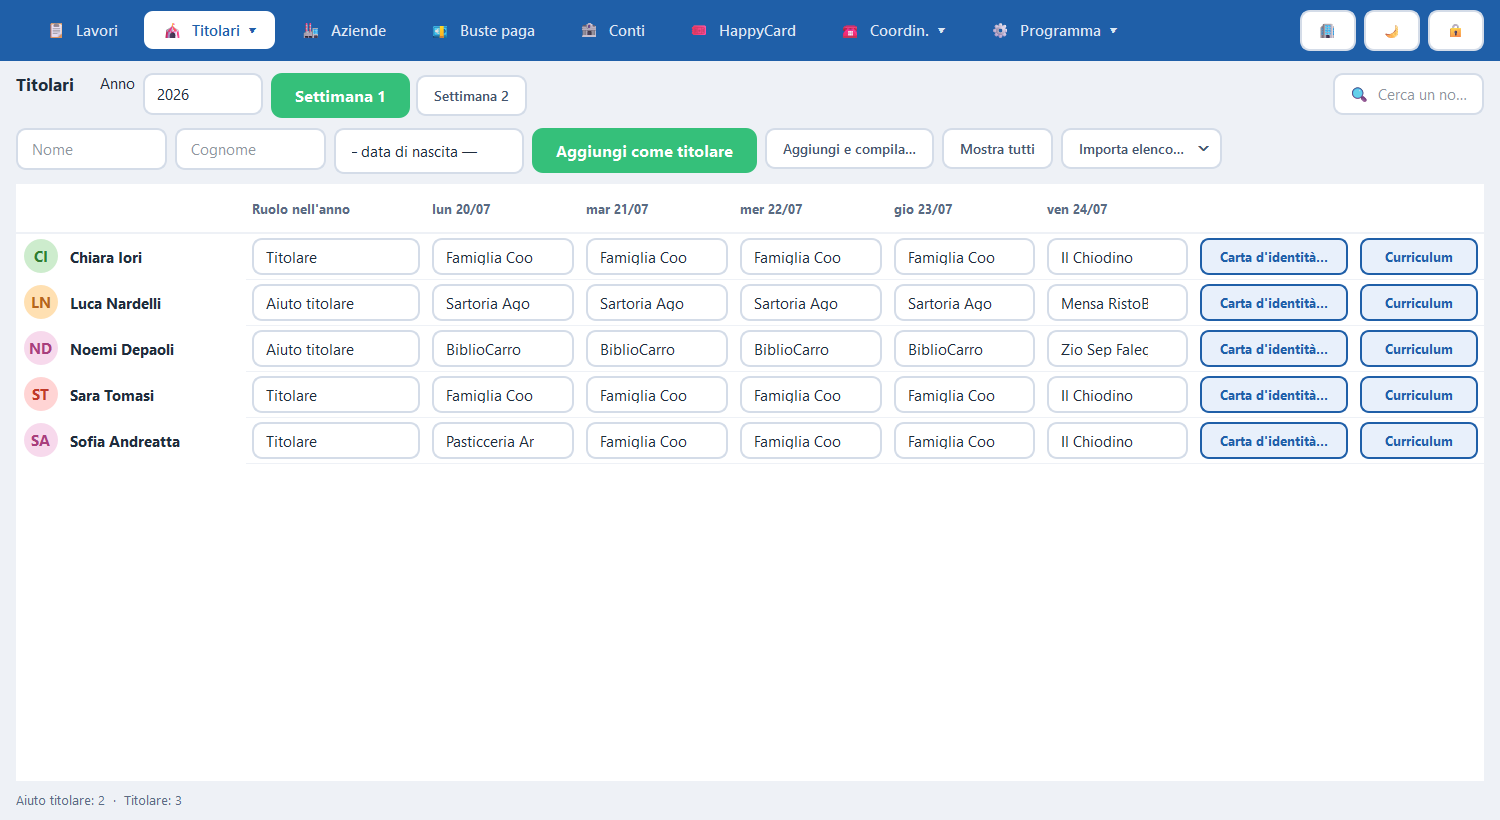 Lavori Titolari Aziende Buste paga Conti HappyCard Coordin. Programma
Titolari Anno 2026 Settimana 1 Settimana 2 Cerca un no...
Nome Cognome - data di nascita — Aggiungi come titolare Aggiungi e compila... Mostra tutti Importa elenco...
Ruolo nell'anno lun 20/07 mar 21/07 mer 22/07 gio 23/07 ven 24/07
CI Chiara Iori Titolare Famiglia Coo Famiglia Coo Famiglia Coo Famiglia Coo Il Chiodino Carta d'identità... Curriculum
LN Luca Nardelli Aiuto titolare Sartoria Ago Sartoria Ago Sartoria Ago Sartoria Ago Mensa RistoB Carta d'identità... Curriculum
ND Noemi Depaoli Aiuto titolare BiblioCarro BiblioCarro BiblioCarro BiblioCarro Zio Sep Falec Carta d'identità... Curriculum
ST Sara Tomasi Titolare Famiglia Coo Famiglia Coo Famiglia Coo Famiglia Coo Il Chiodino Carta d'identità... Curriculum
SA Sofia Andreatta Titolare Pasticceria Ar Famiglia Coo Famiglia Coo Famiglia Coo Il Chiodino Carta d'identità... Curriculum
Aiuto titolare: 2 · Titolare: 3